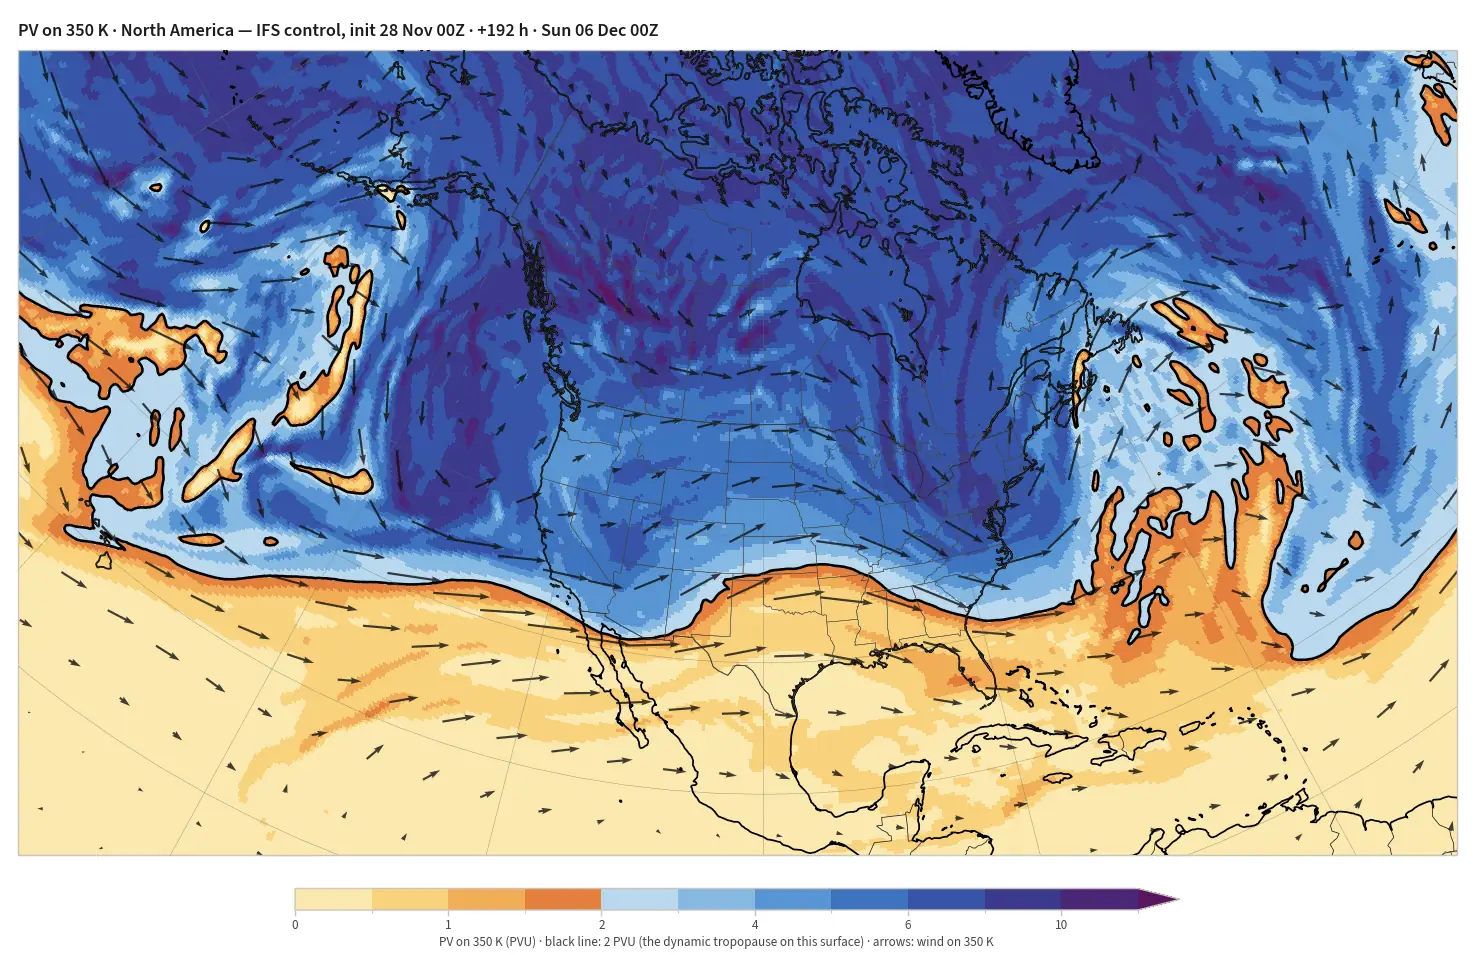 PV on 350 K · North America — IFS control, init 28 Nov 00Z · +192 h · Sun 06 Dec 00Z
0 1 2 4 6 10
PV on 350 K (PVU) · black line: 2 PVU (the dynamic tropopause on this surface) · arrows: wind on 350 K